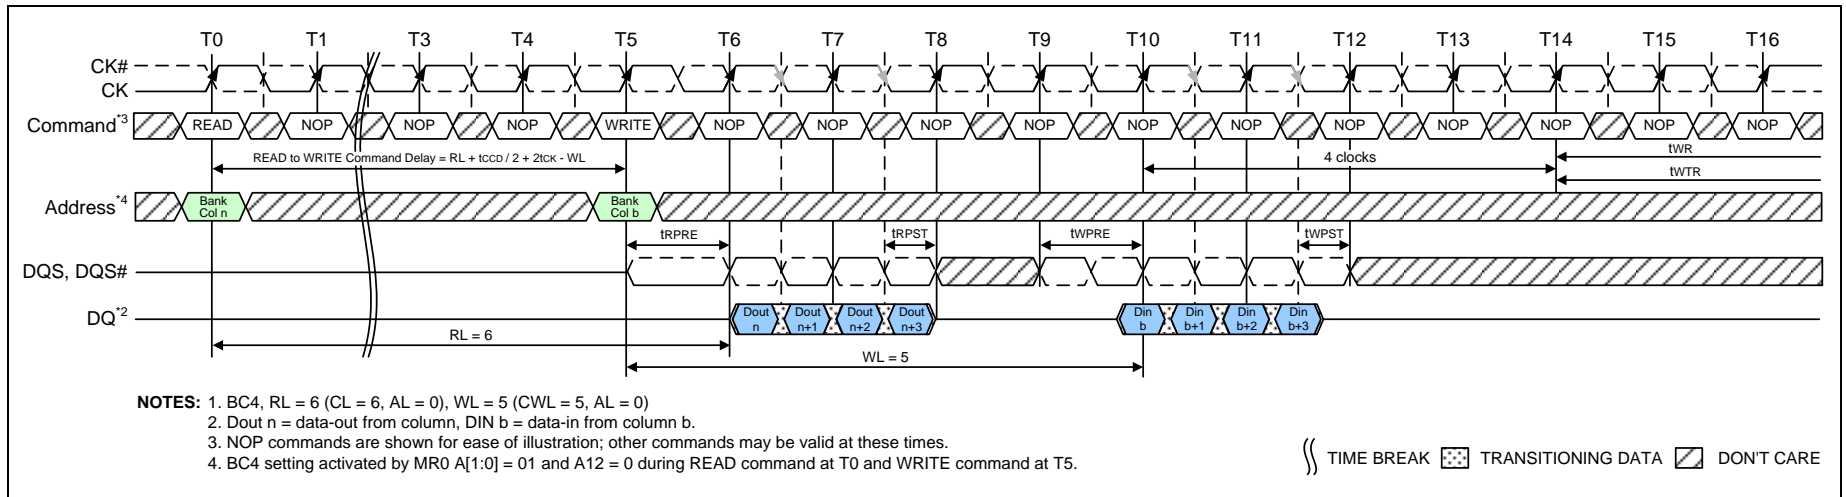 T0 T1 T3 T4 T5 T6 T7 T8 T9 T10 T11 T12 T13 T14 T15 T16
CK#
CK
Command*3 READ NOP NOP NOP WRITE NOP NOP NOP NOP NOP NOP NOP NOP NOP NOP NOP
READ to WRITE Command Delay = RL + tCCD / 2 + 2tCK - WL
4 clocks
tWR
tWTR
Address*4
Bank
Col n
Bank
Col b
tRPRE tRPST tWPRE tWPST
DQS, DQS#
DQ*2
Dout
n
Dout
n+1
Dout
n+2
Dout
n+3
Din
b
Din
b+1
Din
b+2
Din
b+3
RL = 6
WL = 5
NOTES: 1. BC4, RL = 6 (CL = 6, AL = 0), WL = 5 (CWL = 5, AL = 0)
2. Dout n = data-out from column, DIN b = data-in from column b.
3. NOP commands are shown for ease of illustration; other commands may be valid at these times.
4. BC4 setting activated by MR0 A[1:0] = 01 and A12 = 0 during READ command at T0 and WRITE command at T5.
TIME BREAK TRANSITIONING DATA DON'T CARE